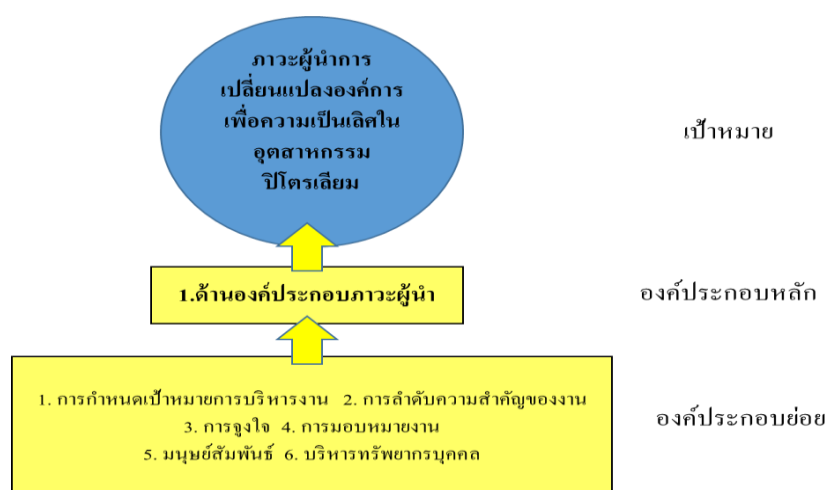 ภาวะผู้นำการ
เปลี่ยนแปลงองค์การ
เพื่อความเป็นเลิศใน
อุตสาหกรรม
ปิโตรเลียม
เป้าหมาย
1.ด้านองค์ประกอบภาวะผู้นำ
องค์ประกอบหลัก
1. การกำหนดเป้าหมายการบริหารงาน 2. การลำดับความสำคัญของงาน
3. การจูงใจ 4. การมอบหมายงาน
5. มนุษย์สัมพันธ์ 6. บริหารทรัพยากรบุคคล
องค์ประกอบย่อย